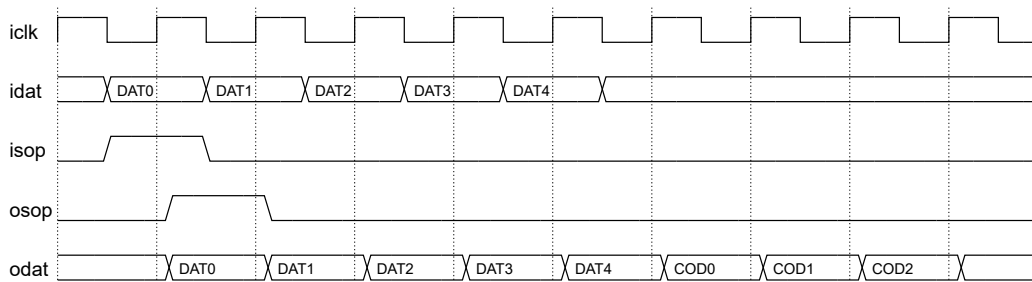 iclk
idat DAT0 DAT1 DAT2 DAT3 DAT4
isop
osop
odat DAT0 DAT1 DAT2 DAT3 DAT4 COD0 COD1 COD2